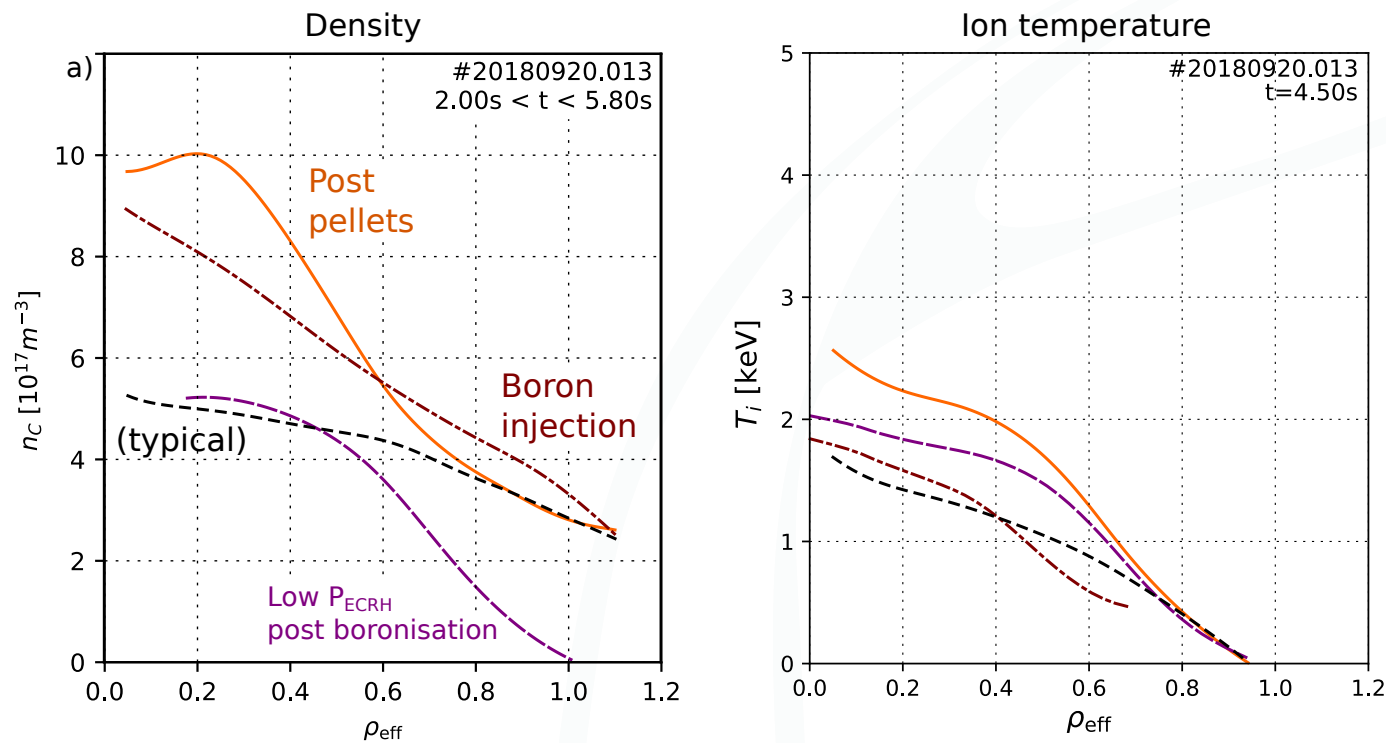 Density
a)
#20180920.013
2.00s < t < 5.80s
10
8
6
4
2
0
n_C [10^17 m^−3]
Post
pellets
Boron
injection
(typical)
Low P_ECRH
post boronisation
0.0 0.2 0.4 0.6 0.8 1.0 1.2
ρ_eff
Ion temperature
#20180920.013
t=4.50s
5
4
3
2
1
0
T_i [keV]
0.0 0.2 0.4 0.6 0.8 1.0 1.2
ρ_eff